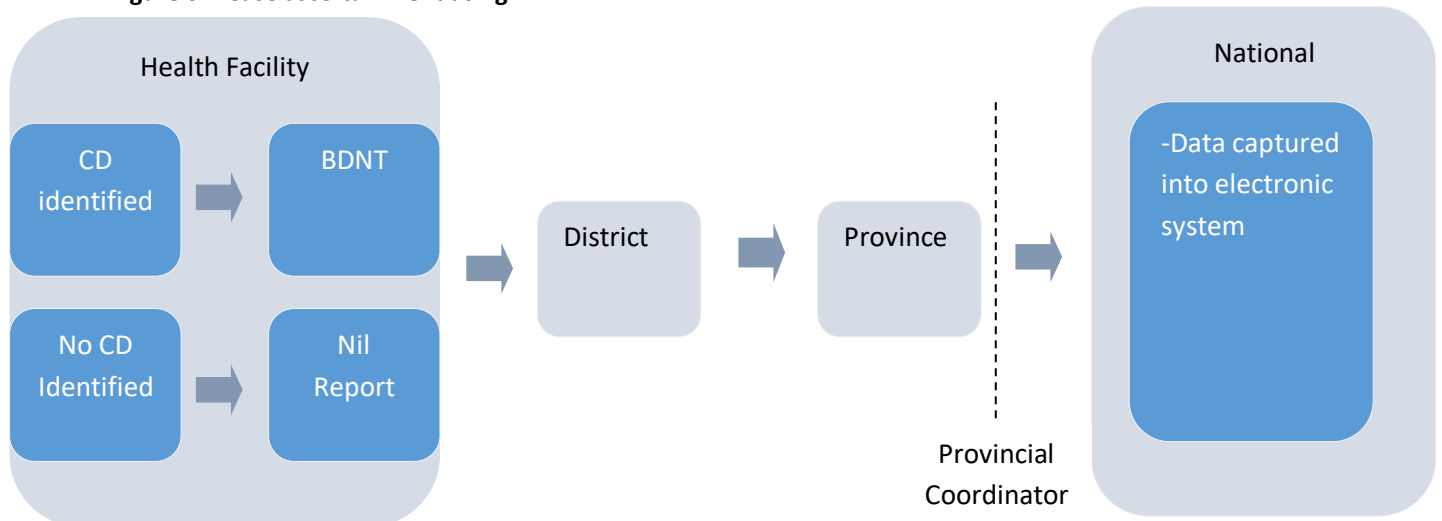 Health Facility
CD
identified
BDNT
No CD
Identified
Nil
Report
District
Province
Provincial
Coordinator
National
-Data captured
into electronic
system